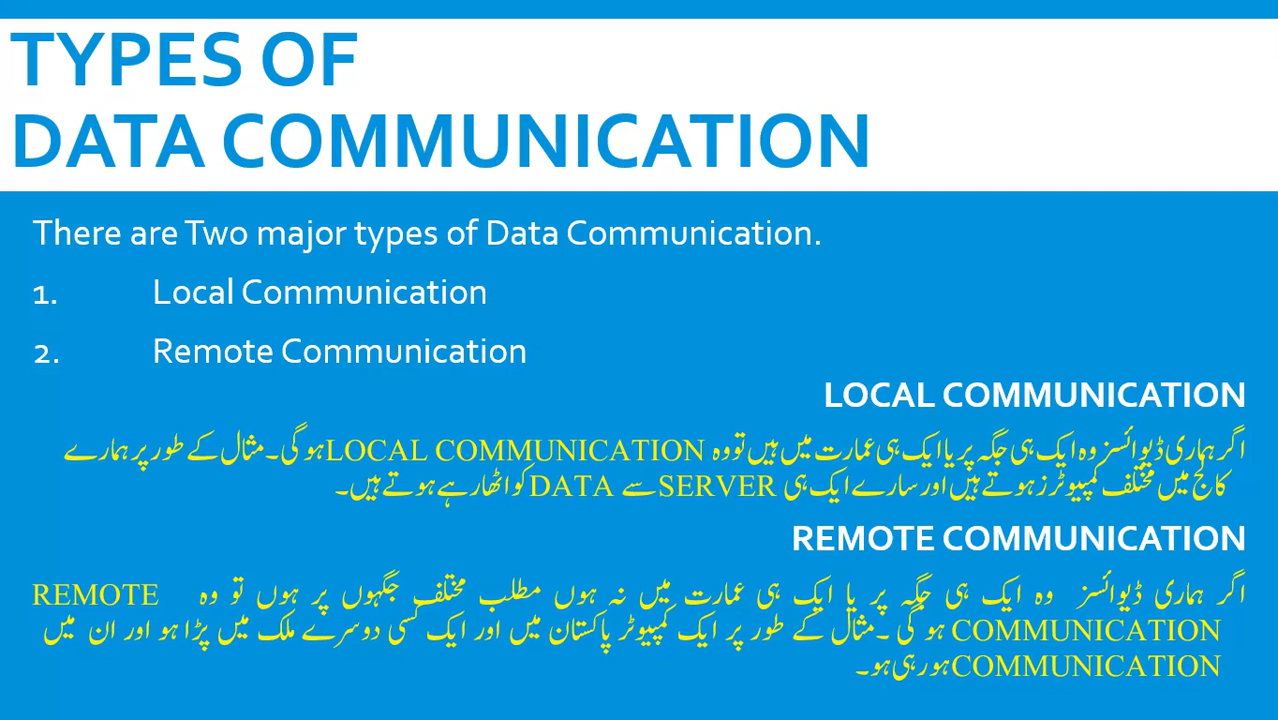 TYPES OF
DATA COMMUNICATION
There are Two major types of Data Communication.
1. Local Communication
2. Remote Communication
LOCAL COMMUNICATION
اگر ہماری ڈیوائسز وہ ایک ہی جگہ پر یا ایک ہی عمارت میں ہیں تو وہ LOCAL COMMUNICATION ہو گی۔ مثال کے طور پر ہمارے
کالج میں مختلف کمپیوٹرز ہوتے ہیں اور سارے ایک ہی SERVER سے DATA کو اٹھا رہے ہوتے ہیں۔
REMOTE COMMUNICATION
اگر ہماری ڈیوائسز وہ ایک ہی جگہ پر یا ایک ہی عمارت میں نہ ہوں مطلب مختلف جگہوں پر ہوں تو وہ REMOTE
COMMUNICATION ہو گی ۔ مثال کے طور پر ایک کمپیوٹر پاکستان میں اور ایک کسی دوسرے ملک میں پڑا ہو اور ان میں
COMMUNICATION ہو رہی ہو۔